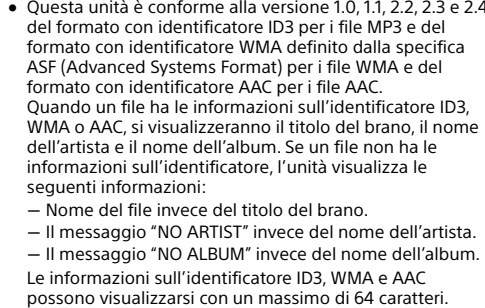 • Questa unità è conforme alla versione 1.0, 1.1, 2.2, 2.3 e 2.4
del formato con identificatore ID3 per i file MP3 e del
formato con identificatore WMA definito dalla specifica
ASF (Advanced Systems Format) per i file WMA e del
formato con identificatore AAC per i file AAC.
Quando un file ha le informazioni sull'identificatore ID3,
WMA o AAC, si visualizzeranno il titolo del brano, il nome
dell'artista e il nome dell'album. Se un file non ha le
informazioni sull'identificatore, l'unità visualizza le
seguenti informazioni:
— Nome del file invece del titolo del brano.
— Il messaggio "NO ARTIST" invece del nome dell'artista.
— Il messaggio "NO ALBUM" invece del nome dell'album.
Le informazioni sull'identificatore ID3, WMA e AAC
possono visualizzarsi con un massimo di 64 caratteri.